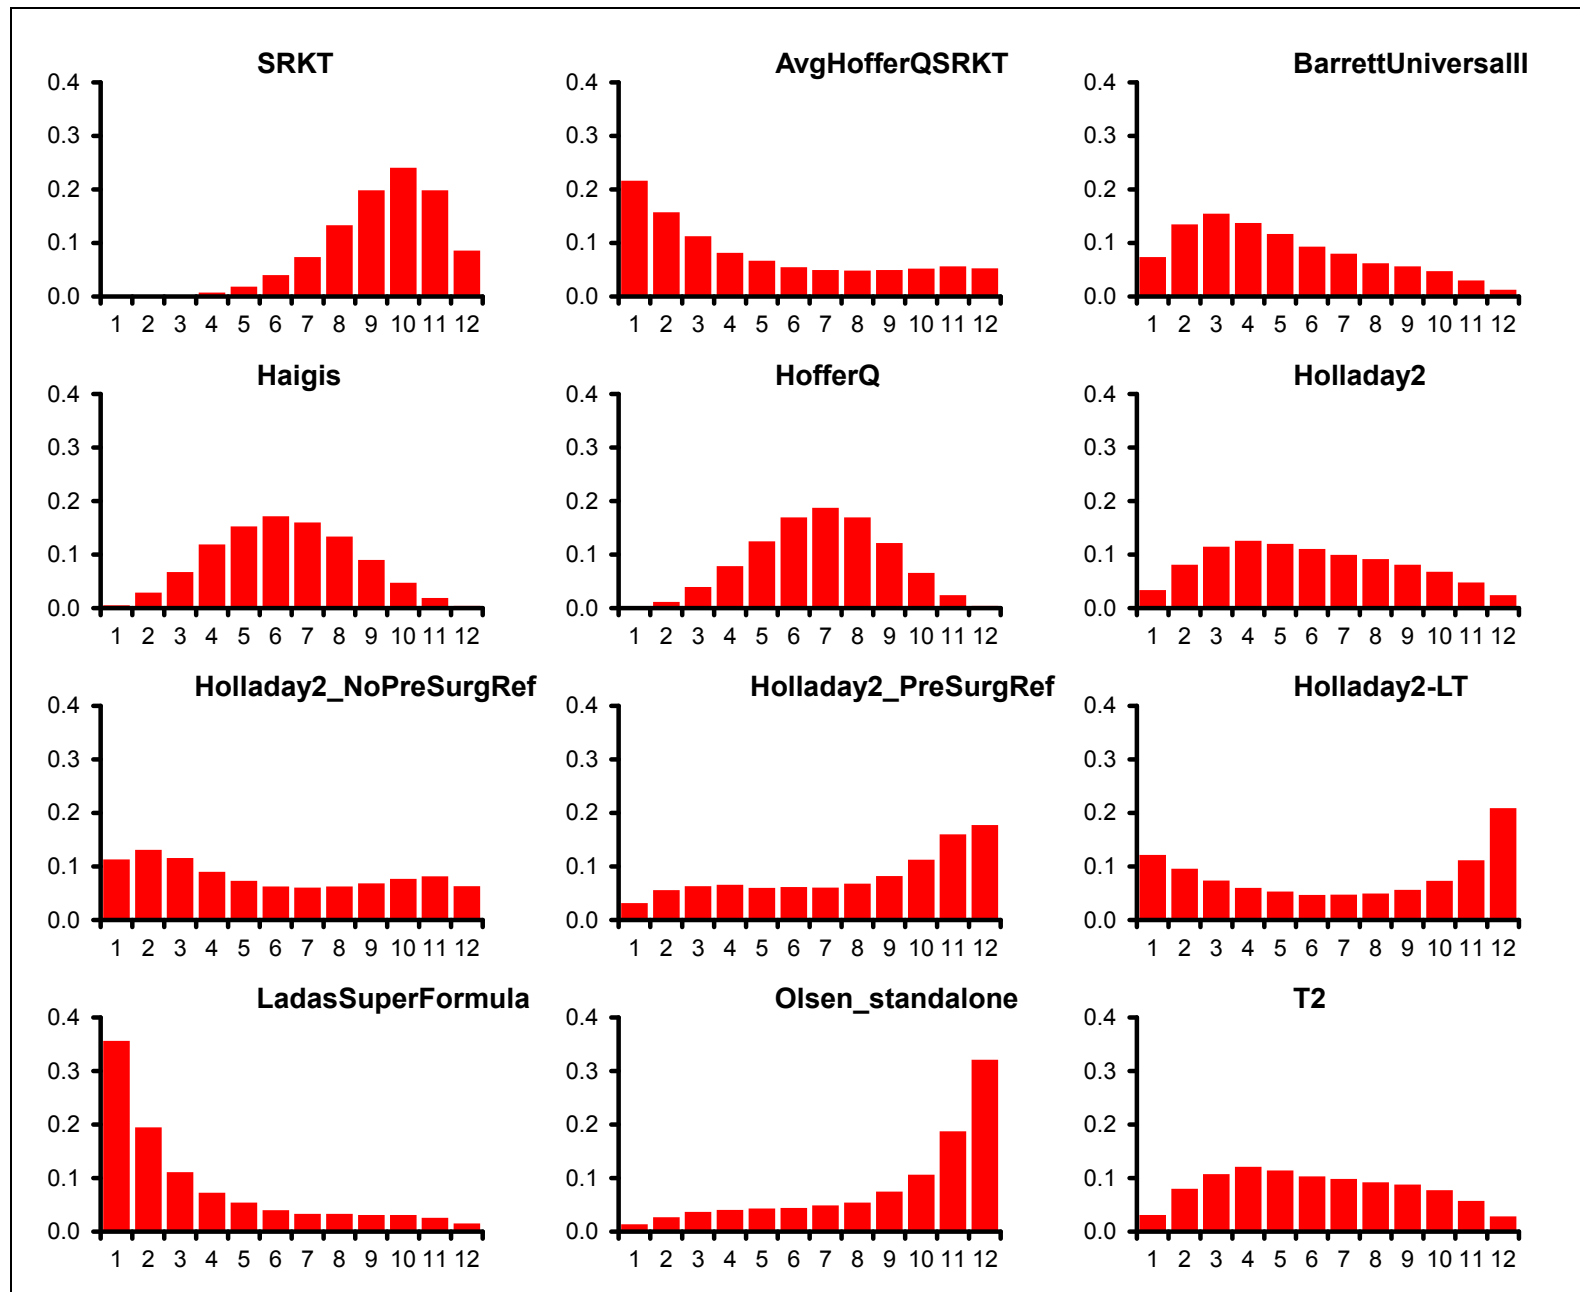 SRKT AvgHofferQSRKT BarrettUniversalII
0.4 0.4 0.4
0.3 0.3 0.3
0.2 0.2 0.2
0.1 0.1 0.1
0.0 0.0 0.0
1 2 3 4 5 6 7 8 9 10 11 12 1 2 3 4 5 6 7 8 9 10 11 12 1 2 3 4 5 6 7 8 9 10 11 12
Haigis HofferQ Holladay2
0.4 0.4 0.4
0.3 0.3 0.3
0.2 0.2 0.2
0.1 0.1 0.1
0.0 0.0 0.0
1 2 3 4 5 6 7 8 9 10 11 12 1 2 3 4 5 6 7 8 9 10 11 12 1 2 3 4 5 6 7 8 9 10 11 12
Holladay2_NoPreSurgRef Holladay2_PreSurgRef Holladay2-LT
0.4 0.4 0.4
0.3 0.3 0.3
0.2 0.2 0.2
0.1 0.1 0.1
0.0 0.0 0.0
1 2 3 4 5 6 7 8 9 10 11 12 1 2 3 4 5 6 7 8 9 10 11 12 1 2 3 4 5 6 7 8 9 10 11 12
LadasSuperFormula Olsen_standalone T2
0.4 0.4 0.4
0.3 0.3 0.3
0.2 0.2 0.2
0.1 0.1 0.1
0.0 0.0 0.0
1 2 3 4 5 6 7 8 9 10 11 12 1 2 3 4 5 6 7 8 9 10 11 12 1 2 3 4 5 6 7 8 9 10 11 12